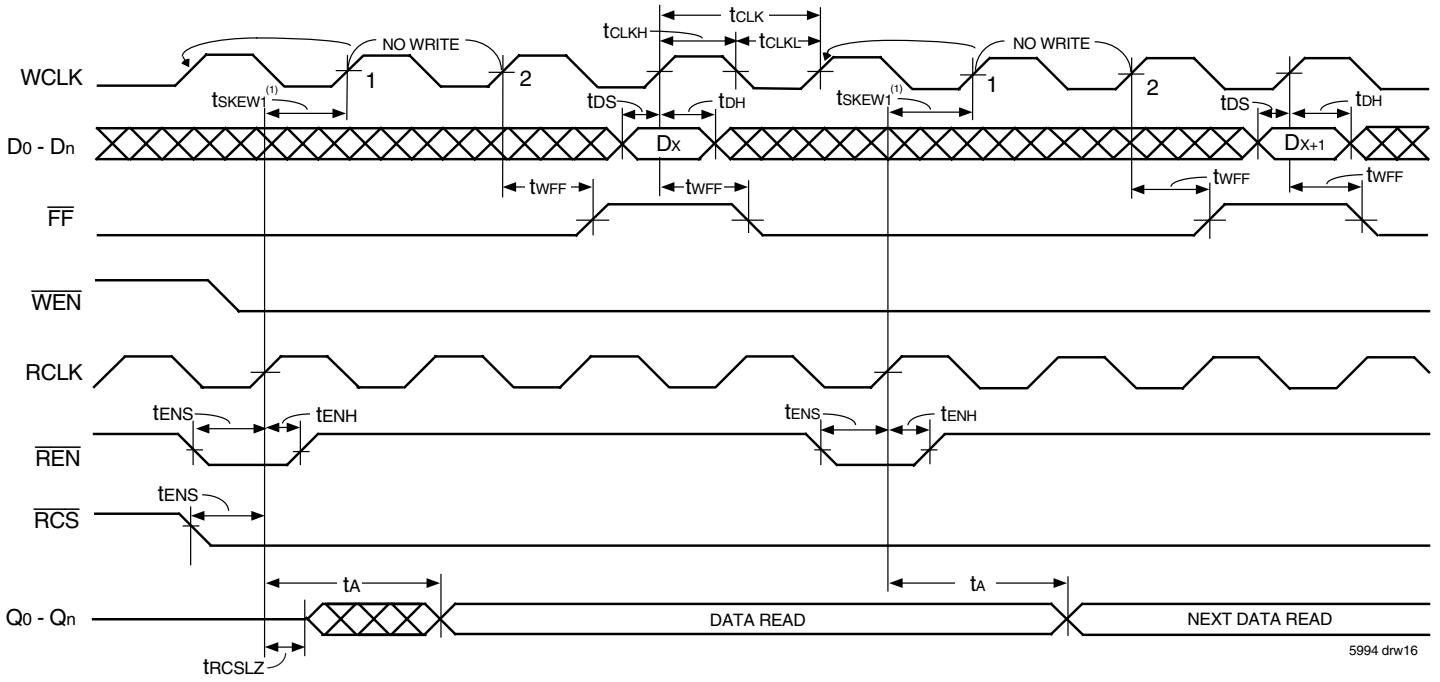 tCLK
tCLKH
tCLKL
NO WRITE
NO WRITE
WCLK
1
2
1
2
tSKEW1(1)
tDS
tDH
tSKEW1(1)
tDS
tDH
D0 - Dn
DX
DX+1
tWFF
tWFF
tWFF
tWFF
FF
WEN
RCLK
tENS
tENH
tENS
tENH
REN
tENS
RCS
tA
tA
Q0 - Qn
DATA READ
NEXT DATA READ
tRCSLZ
5994 drw16